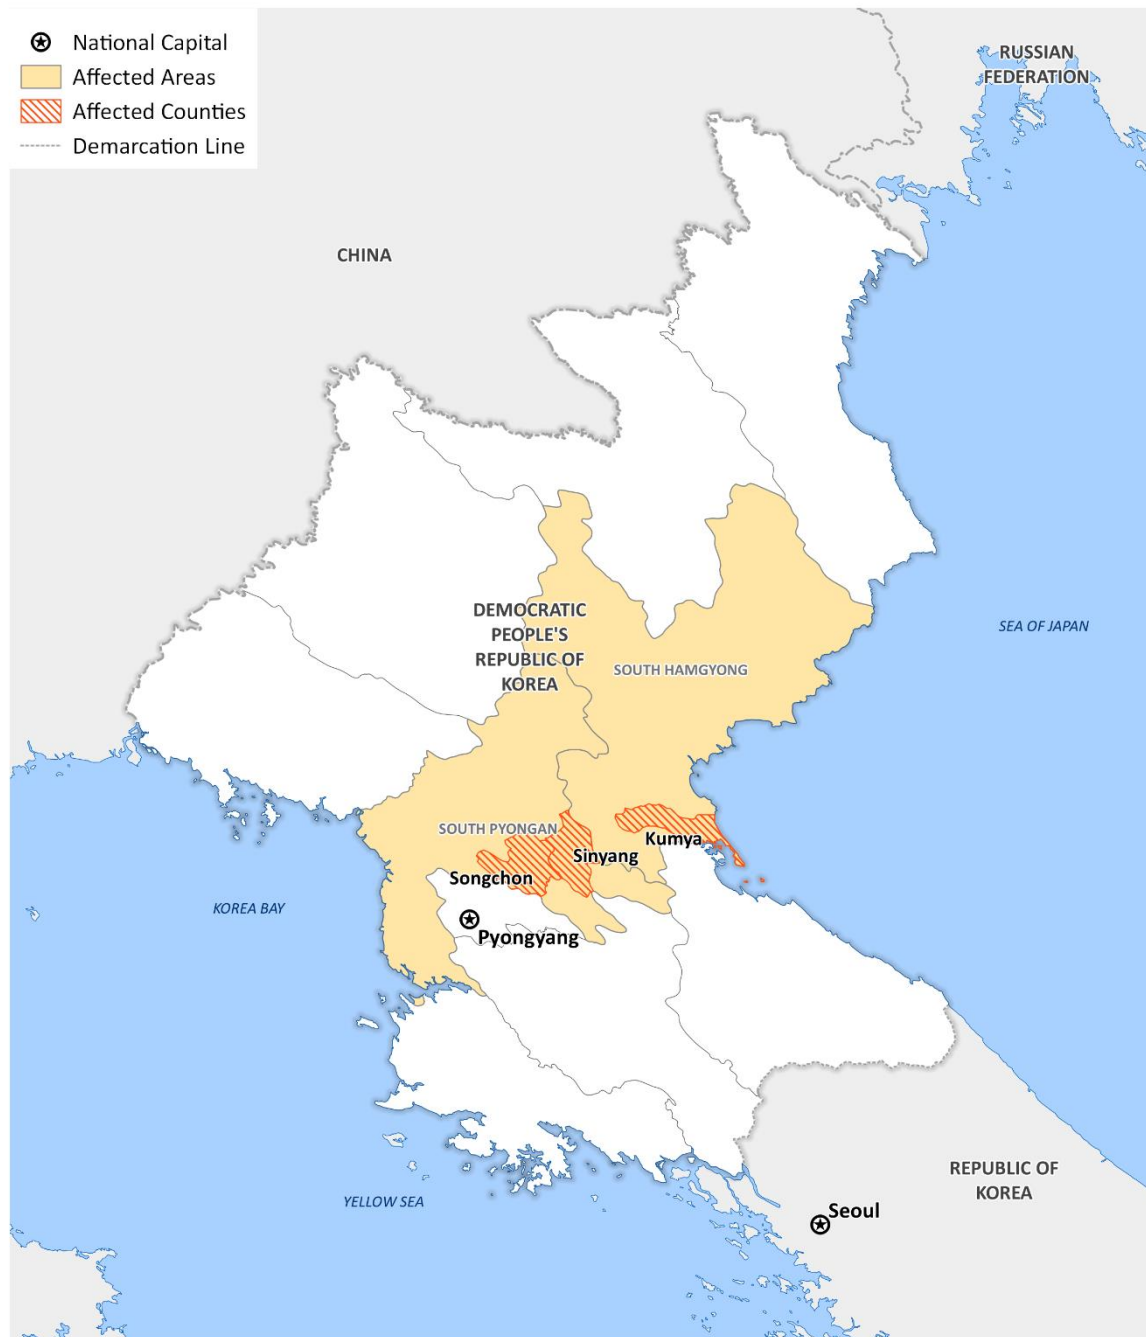 National Capital
Affected Areas
Affected Counties
Demarcation Line
RUSSIAN
FEDERATION
CHINA
DEMOCRATIC
PEOPLE'S
REPUBLIC OF
KOREA
SEA OF JAPAN
SOUTH HAMGYONG
SOUTH PYONGAN
Kumya
Sinyang
Songchon
KOREA BAY
Pyongyang
REPUBLIC OF
KOREA
YELLOW SEA
Seoul